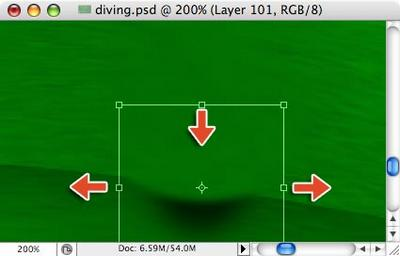 diving.psd @ 200% (Layer 101, RGB/8)
200%
Doc: 6.59M/54.0M